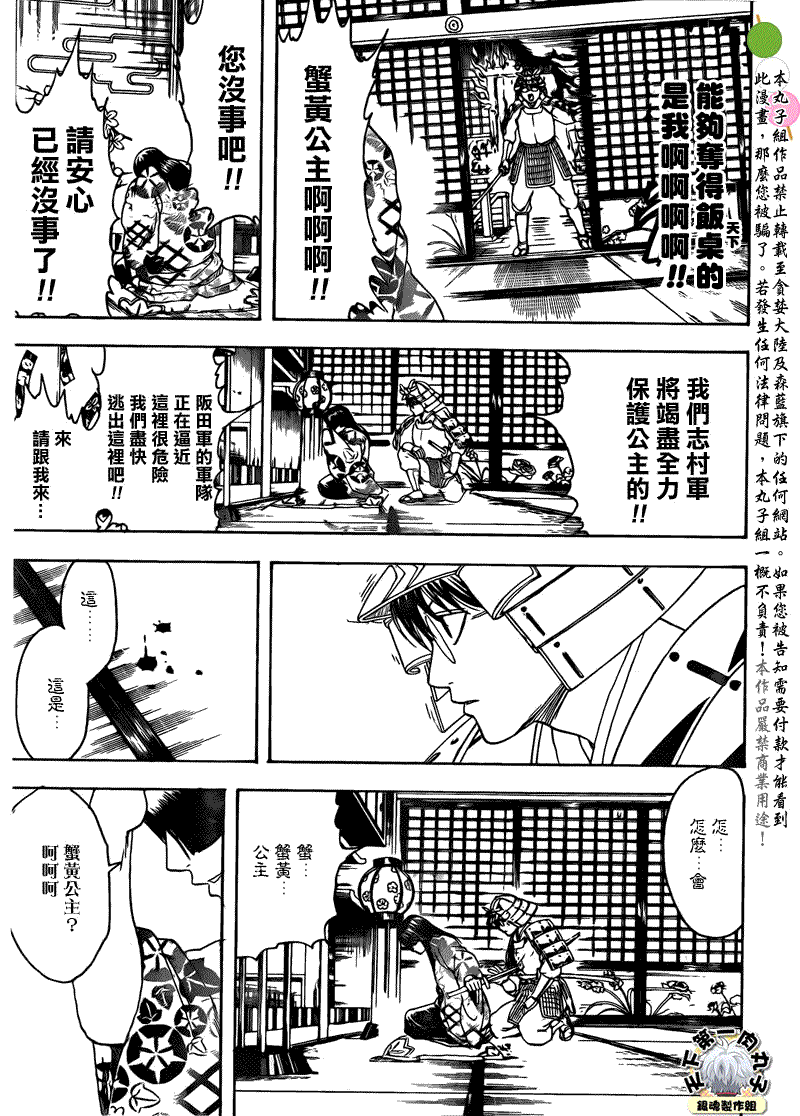 能夠奪得飯桌的
是我啊啊啊啊!!
天下
蟹黃公主啊啊啊!!
您沒事吧!!
請安心
已經沒事了!!
我們志村軍
將竭盡全力
保護公主的!!
阪田軍的軍隊
正在逼近
這裡很危險
我們盡快
逃出這裡吧!!
來
請跟我來…
這……
這是…
怎…
怎麼…會
蟹…
蟹黃…
公主
蟹黃公主?
呵呵呵
本丸子組作品禁止轉載至貪婪大陸及森藍旗下的任何網站。如果您被告知需要付款才能看到
此漫畫,那麼您被騙了。若發生任何法律問題,本丸子組一概不負責!本作品嚴禁商業用途!
天下第一肉丸子
銀魂製作組